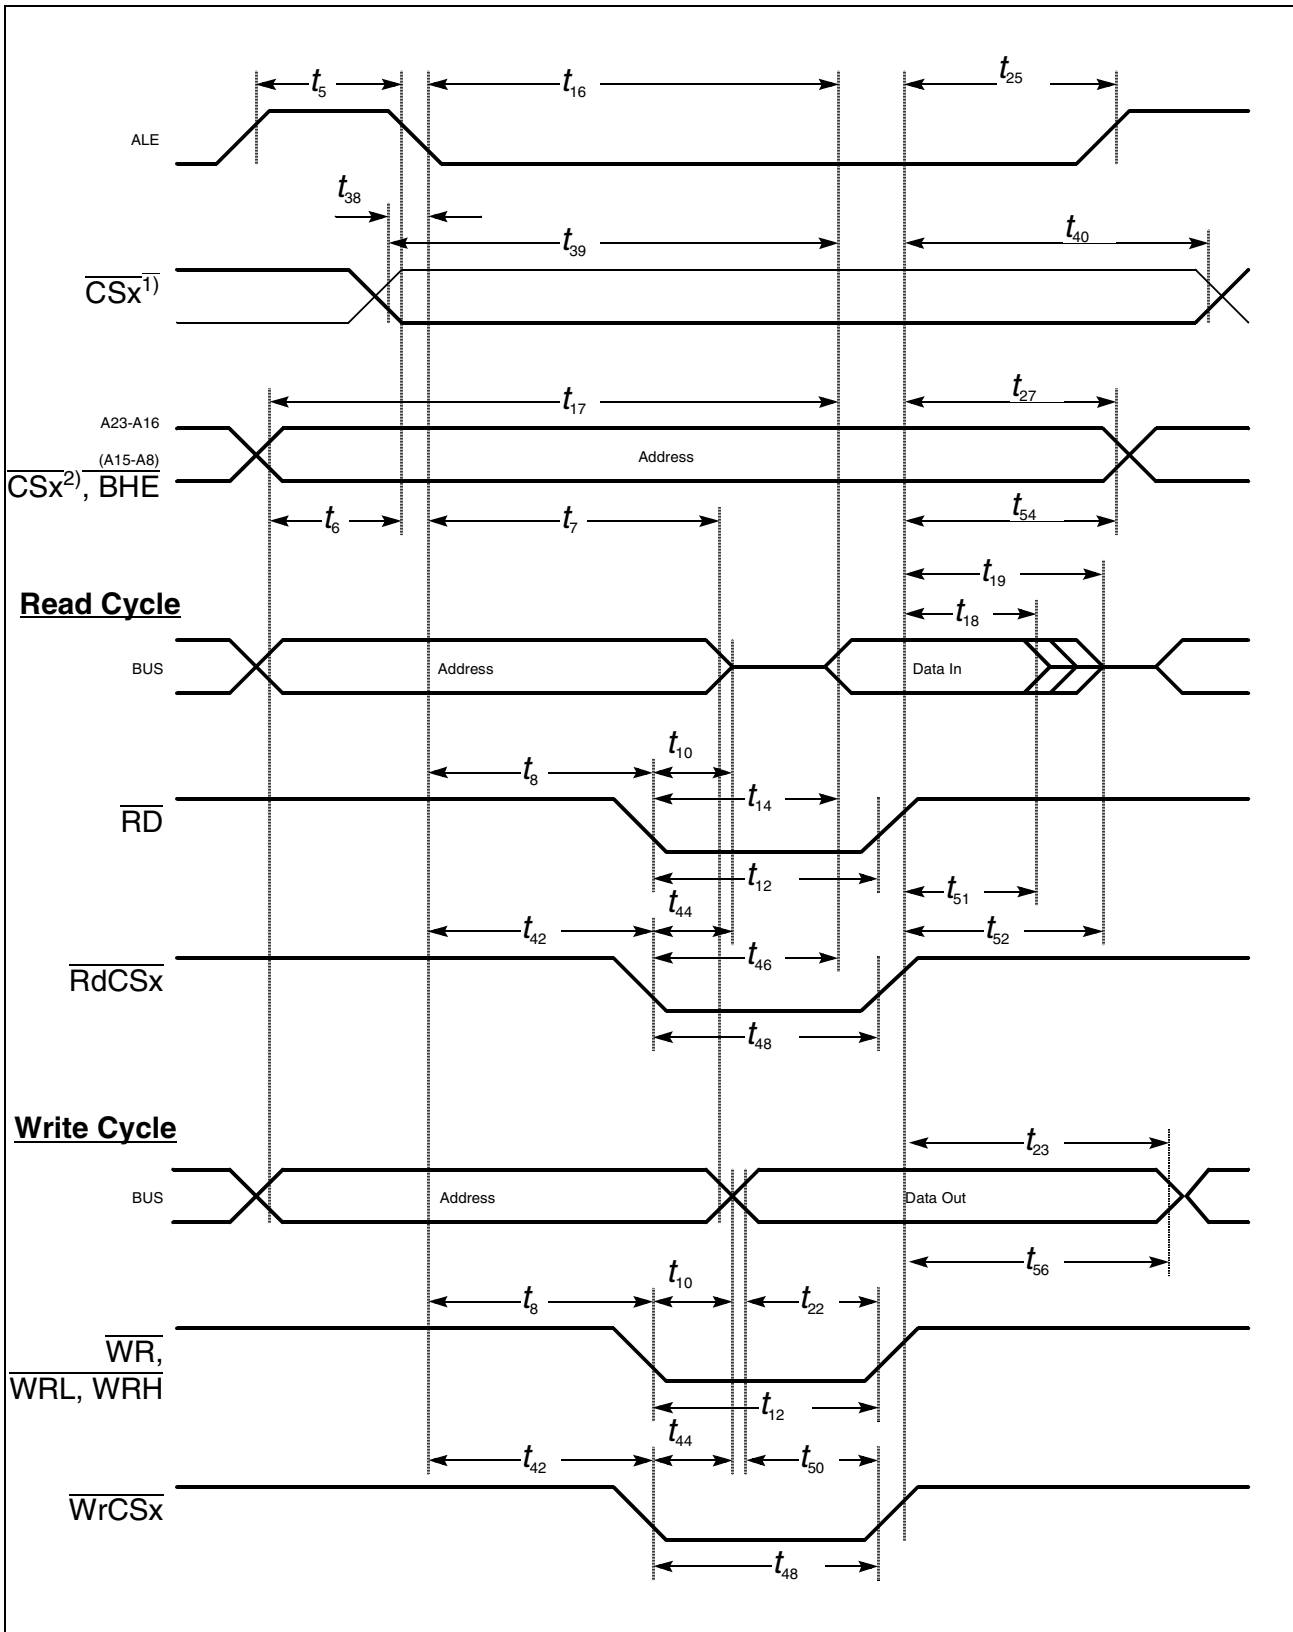 t5 t16 t25
ALE
t38
t39 t40
CSx1)
t17 t27
A23-A16
(A15-A8)
Address
CSx2), BHE
t6 t7 t54
t19
Read Cycle
t18
BUS Address Data In
t10
t8
t14
RD
t12
t51
t44
t42 t52
t46
RdCSx
t48
Write Cycle
t23
BUS Address Data Out
t56
t10
t8 t22
WR,
WRL, WRH
t12
t44
t42 t50
WrCSx
t48